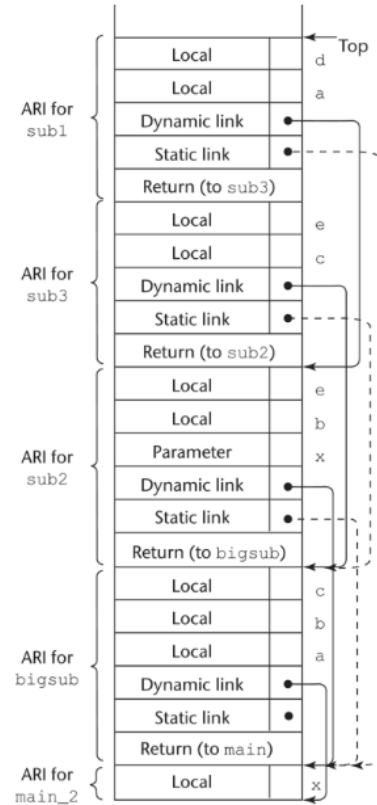 Top
Local d
Local a
ARI for
sub1
Dynamic link
Static link
Return (to sub3)
Local e
Local c
ARI for
sub3
Dynamic link
Static link
Return (to sub2)
Local e
Local b
ARI for
sub2
Parameter x
Dynamic link
Static link
Return (to bigsub)
Local c
Local b
Local a
ARI for
bigsub
Dynamic link
Static link
Return (to main)
ARI for
main_2
Local x